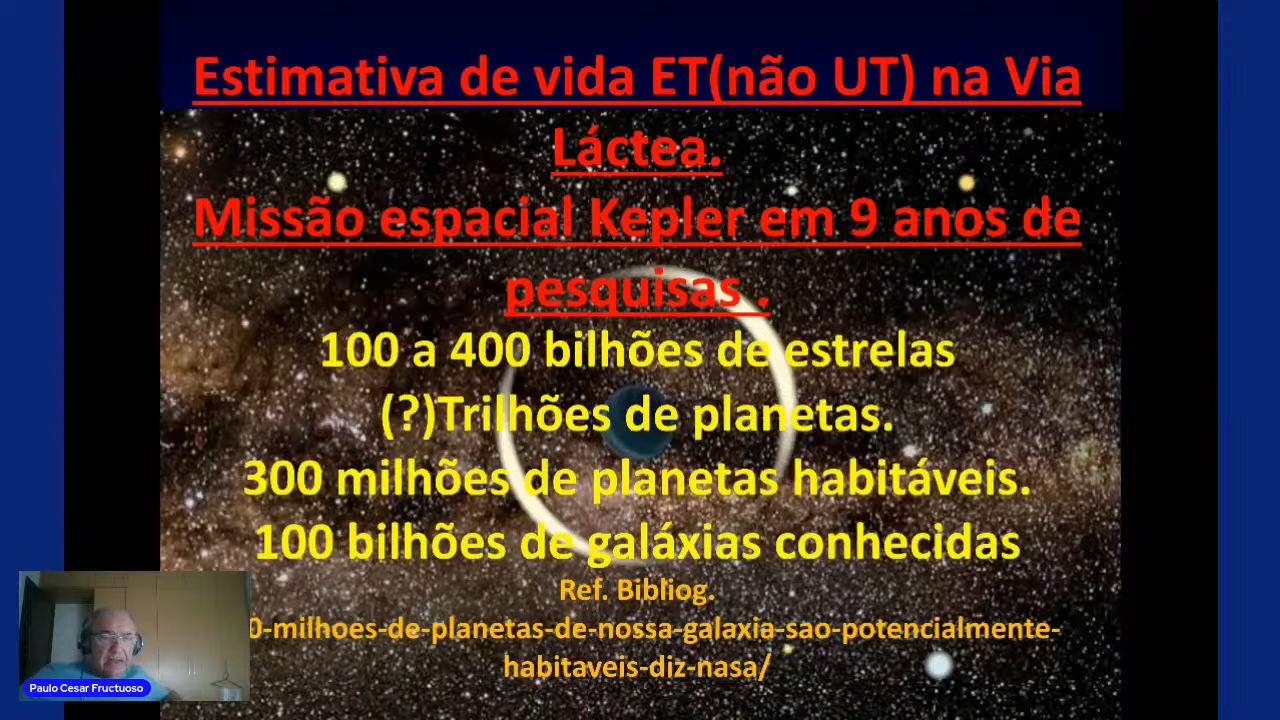 Estimativa de vida ET(não UT) na Via
Láctea.
Missão espacial Kepler em 9 anos de
pesquisas .
100 a 400 bilhões de estrelas
(?)Trilhões de planetas.
300 milhões de planetas habitáveis.
100 bilhões de galáxias conhecidas
Ref. Bibliog.
0-milhoes-de-planetas-de-nossa-galaxia-sao-potencialmente-
habitaveis-diz-nasa/
Paulo Cesar Fructuoso